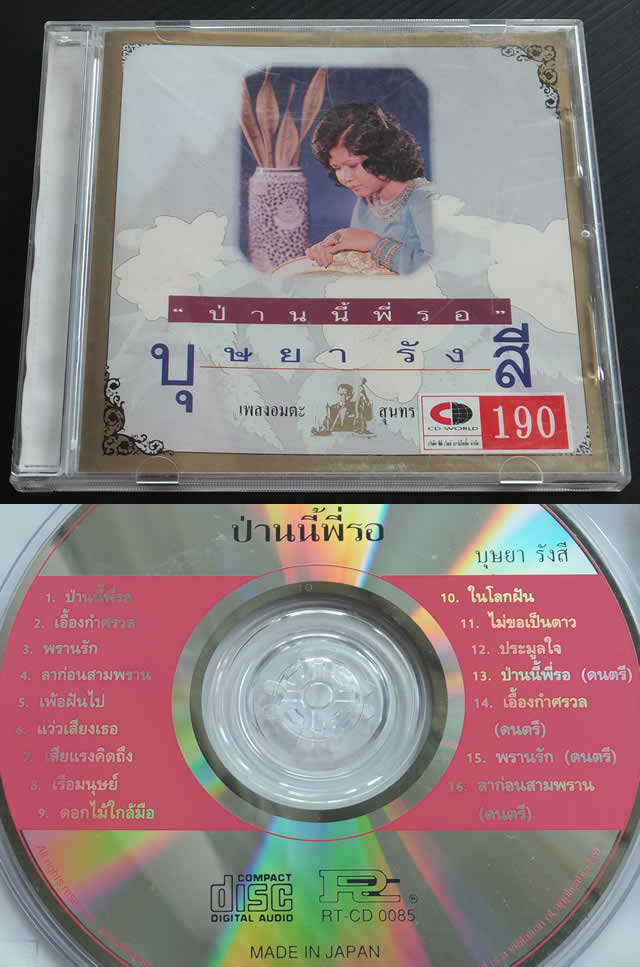 “ป่านนี้พี่รอ”
บุษยา รังสี
เพลงอมตะ สุนทร
CD WORLD
190
ป่านนี้พี่รอ
บุษยา รังสี
1. ป่านนี้พี่รอ
2. เอื้องกำศรวล
3. พรานรัก
4. ลาก่อนสามพราน
5. เพ้อฝันไป
6. แว่วเสียงเธอ
7. เสียแรงคิดถึง
8. เรือมนุษย์
9. ดอกไม้ใกล้มือ
10. ในโลกฝัน
11. ไม่ขอเป็นดาว
12. ประมูลใจ
13. ป่านนี้พี่รอ (ดนตรี)
14. เอื้องกำศรวล
(ดนตรี)
15. พรานรัก (ดนตรี)
16. ลาก่อนสามพราน
(ดนตรี)
COMPACT
disc
DIGITAL AUDIO
RT-CD 0085
MADE IN JAPAN
All rights rese
is a violation of applicable